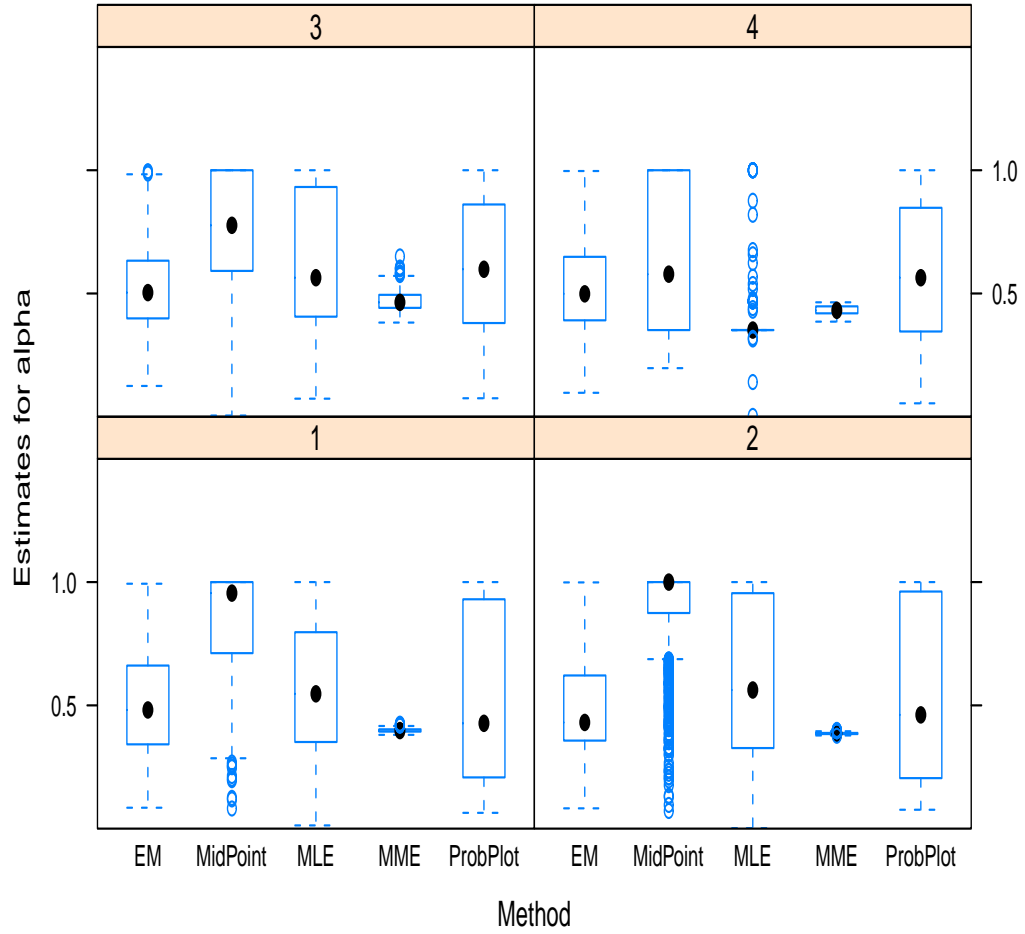 3
4
1.0
0.5
Estimates for alpha
1
2
1.0
0.5
EM MidPoint MLE MME ProbPlot EM MidPoint MLE MME ProbPlot
Method